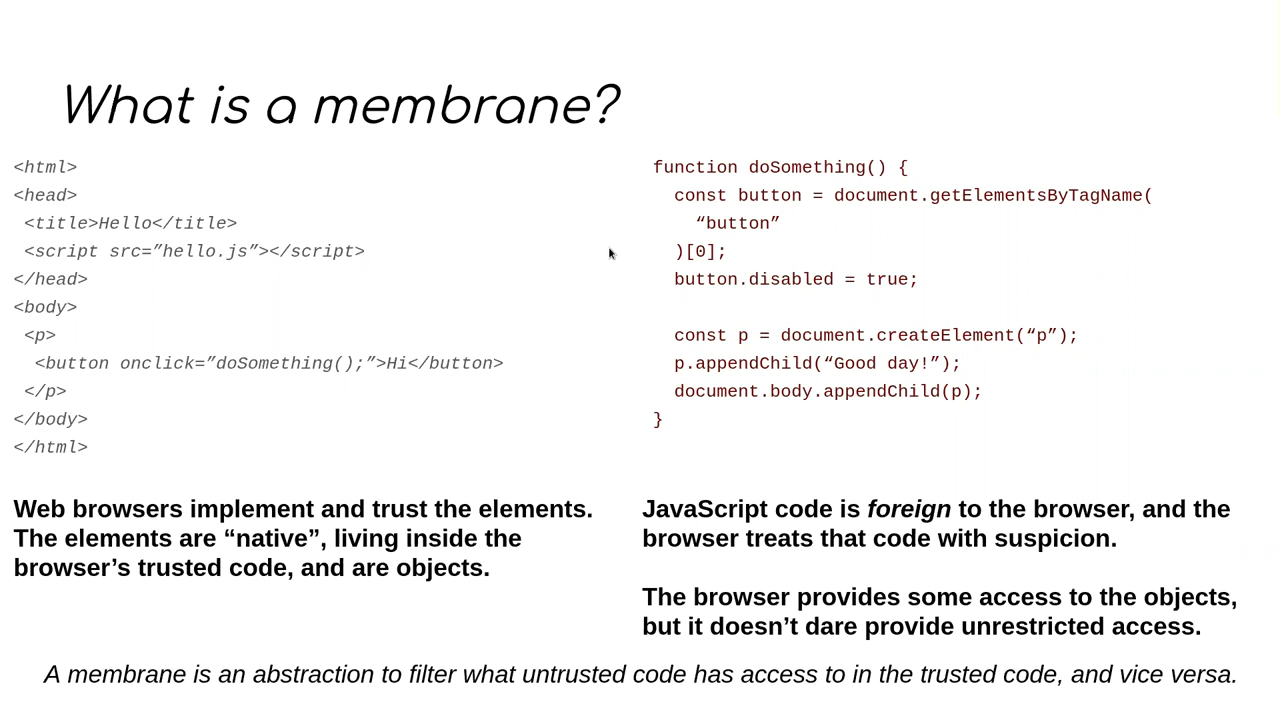 What is a membrane?
<html>
<head>
<title>Hello</title>
<script src=”hello.js”></script>
</head>
<body>
<p>
<button onclick=”doSomething();”>Hi</button>
</p>
</body>
</html>
Web browsers implement and trust the elements.
The elements are “native”, living inside the
browser’s trusted code, and are objects.
function doSomething() {
const button = document.getElementsByTagName(
“button”
)[0];
button.disabled = true;
const p = document.createElement(“p”);
p.appendChild(“Good day!”);
document.body.appendChild(p);
}
JavaScript code is foreign to the browser, and the
browser treats that code with suspicion.
The browser provides some access to the objects,
but it doesn’t dare provide unrestricted access.
A membrane is an abstraction to filter what untrusted code has access to in the trusted code, and vice versa.